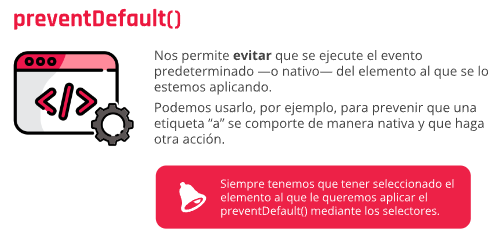 preventDefault()
Nos permite evitar que se ejecute el evento
predeterminado —o nativo— del elemento al que se lo
estemos aplicando.
Podemos usarlo, por ejemplo, para prevenir que una
etiqueta “a” se comporte de manera nativa y que haga
otra acción.
Siempre tenemos que tener seleccionado el
elemento al que le queremos aplicar el
preventDefault() mediante los selectores.